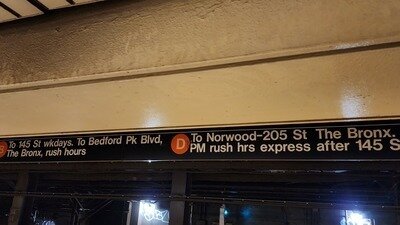 B To 145 St wkdays. To Bedford Pk Blvd,
The Bronx, rush hours
D To Norwood-205 St The Bronx.
PM rush hrs express after 145 S